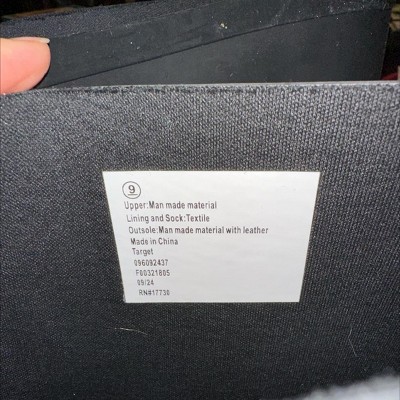 9
Upper:Man made material
Lining and Sock:Textile
Outsole:Man made material with leather
Made in China
Target
096092437
F00321805
09/24
RN#17730